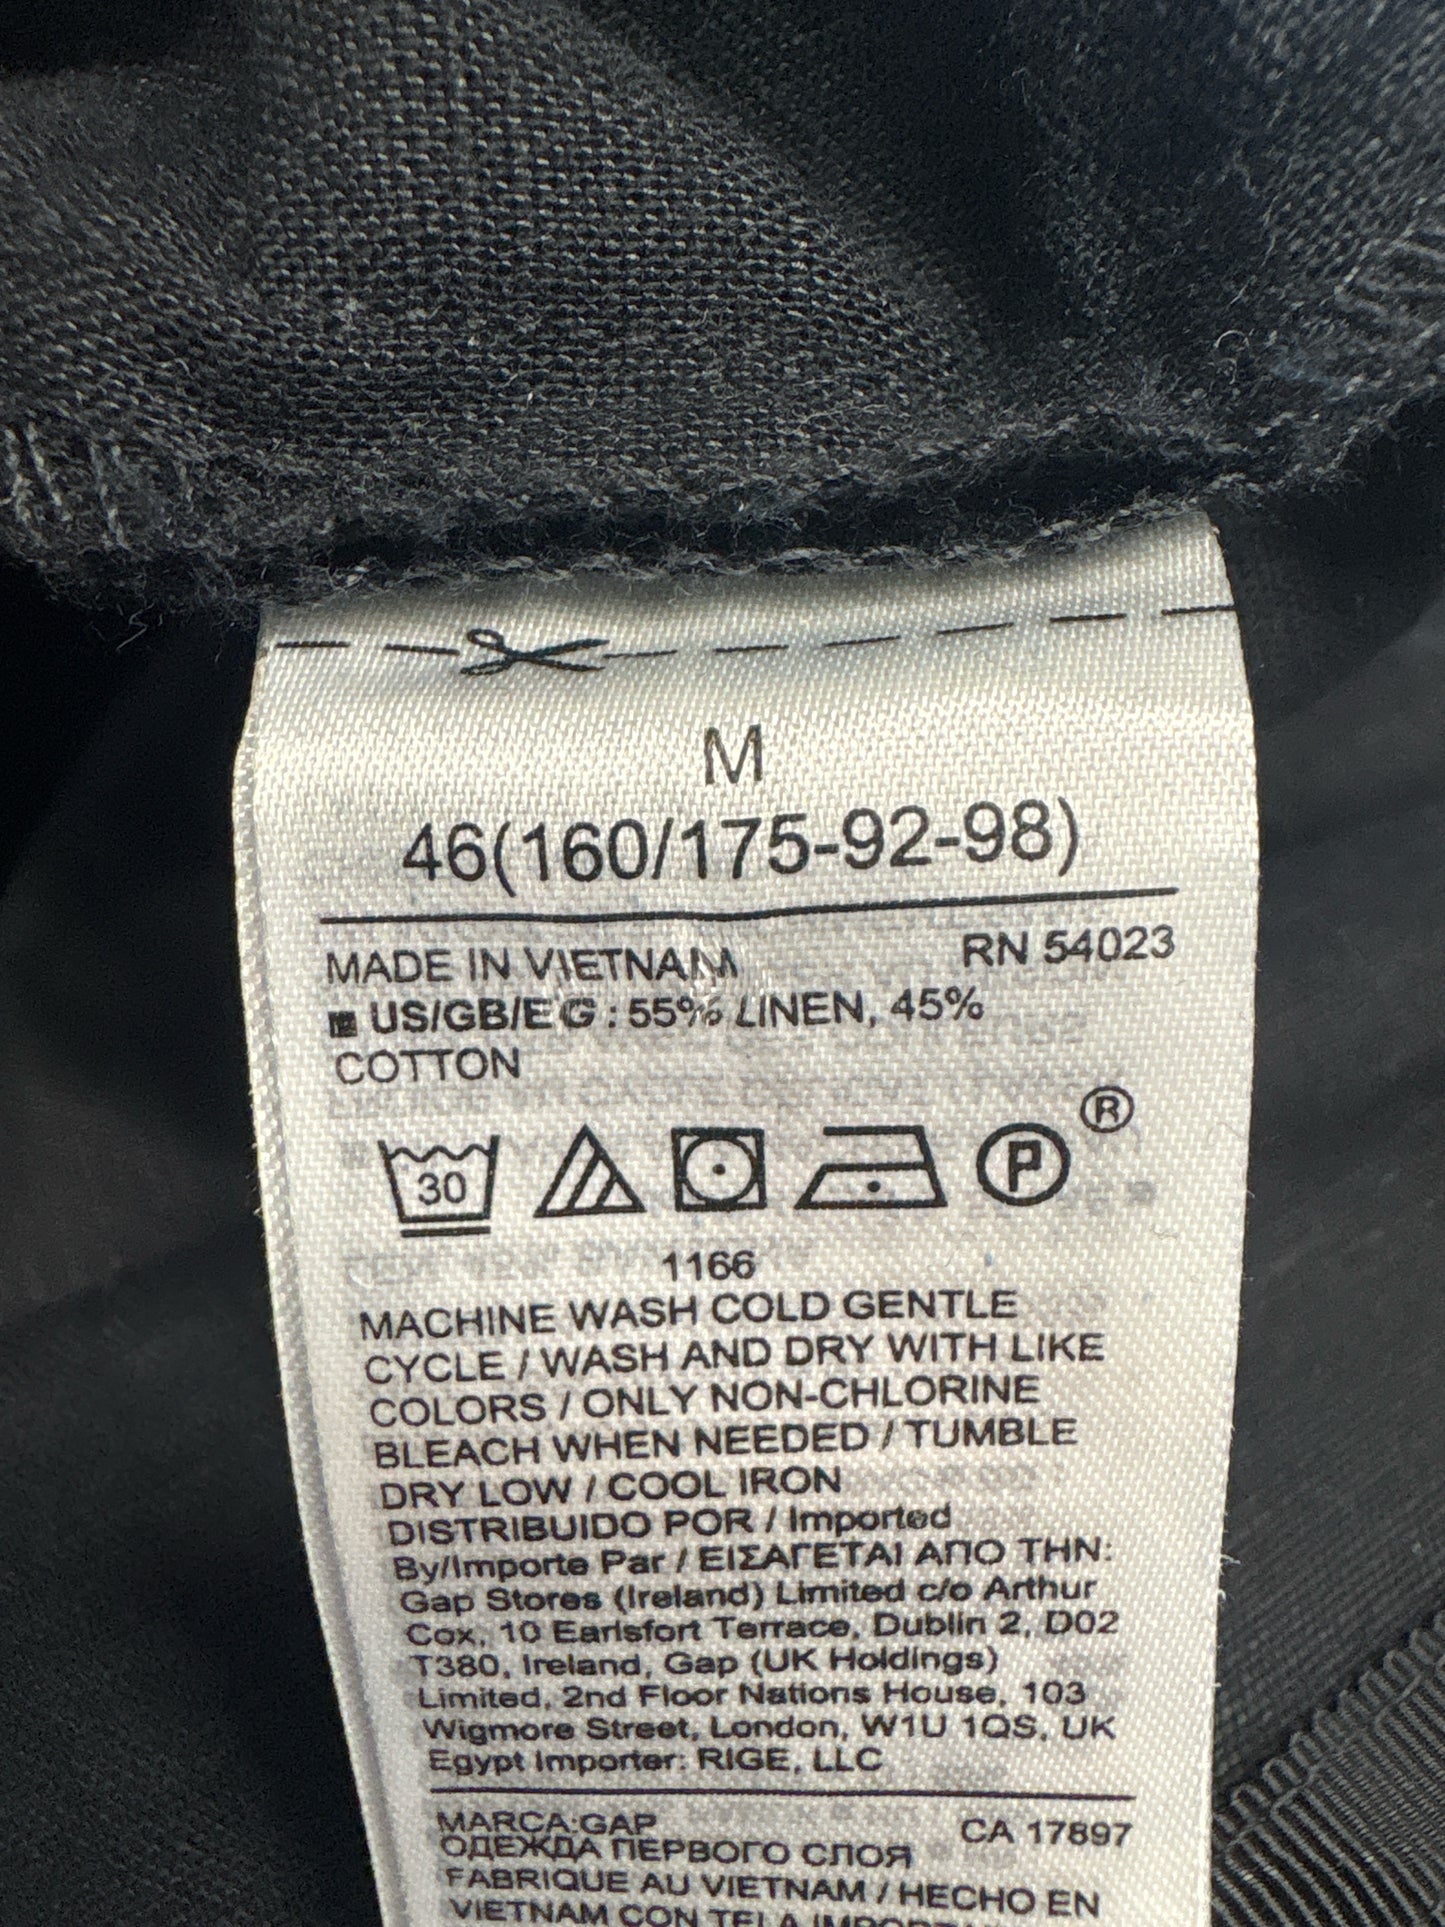 M
46(160/175-92-98)
MADE IN VIETNAM RN 54023
US/GB/EG : 55% LINEN, 45%
COTTON
30
P
®
1166
MACHINE WASH COLD GENTLE
CYCLE / WASH AND DRY WITH LIKE
COLORS / ONLY NON-CHLORINE
BLEACH WHEN NEEDED / TUMBLE
DRY LOW / COOL IRON
DISTRIBUIDO POR / Imported
By/Importe Par / ΕΙΣΑΓΕΤΑΙ ΑΠΟ ΤΗΝ:
Gap Stores (Ireland) Limited c/o Arthur
Cox, 10 Earlsfort Terrace, Dublin 2, D02
T380, Ireland, Gap (UK Holdings)
Limited, 2nd Floor Nations House, 103
Wigmore Street, London, W1U 1QS, UK
Egypt Importer: RIGE, LLC
MARCA:GAP CA 17897
ОДЕЖДА ПЕРВОГО СЛОЯ
FABRIQUE AU VIETNAM / HECHO EN
VIETNAM CON TELA